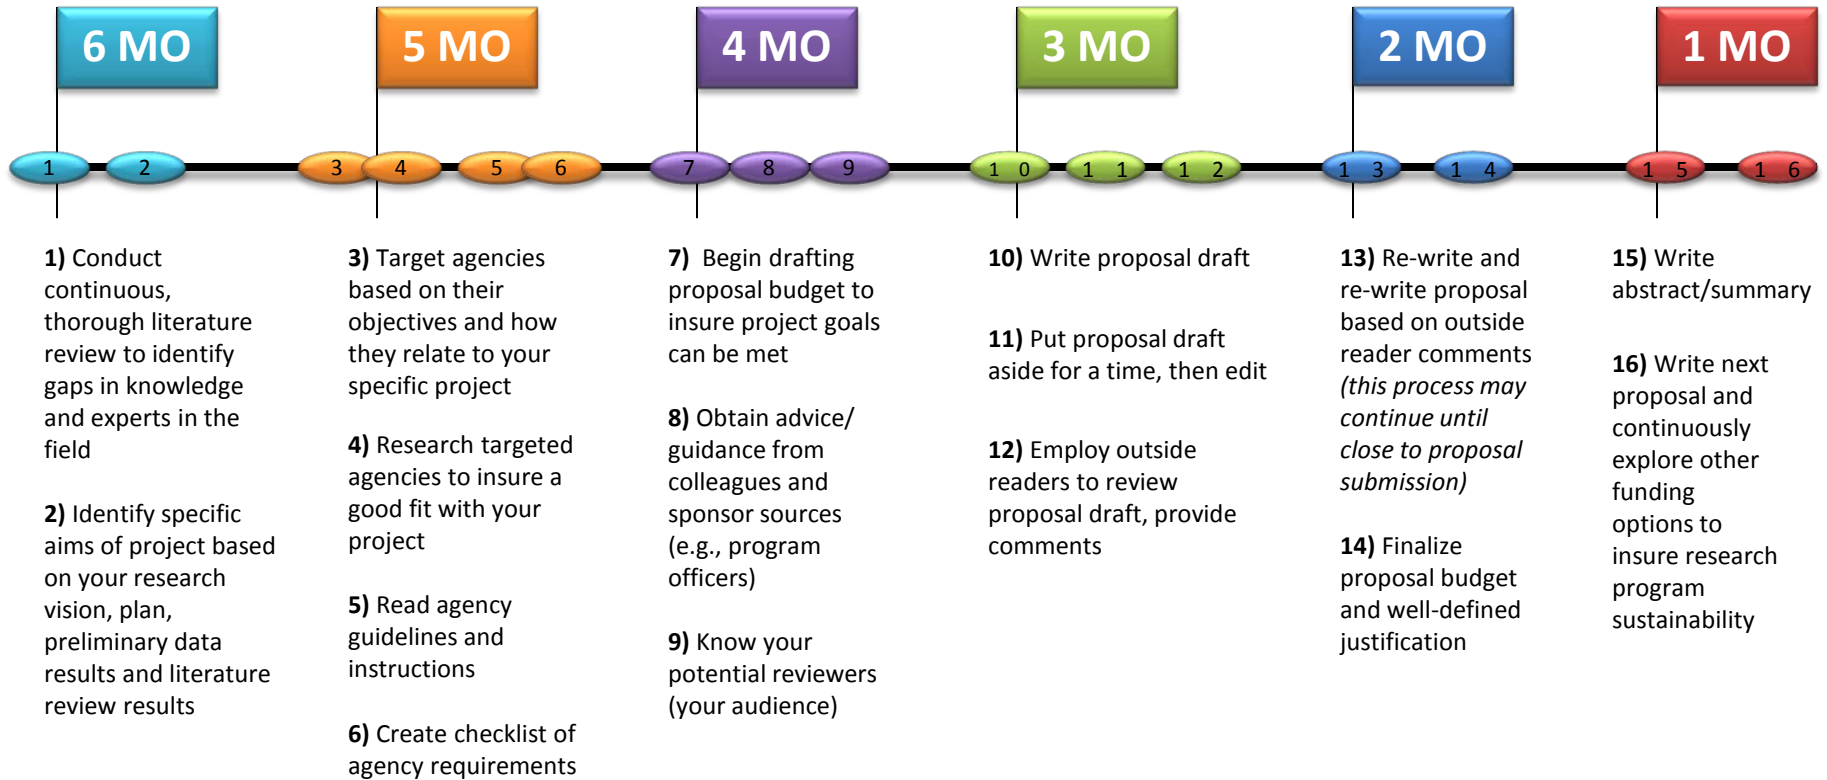 6 MO
5 MO
4 MO
3 MO
2 MO
1 MO
1
2
3
4
5
6
7
8
9
1 0
1 1
1 2
1 3
1 4
1 5
1 6
1) Conduct
continuous,
thorough literature
review to identify
gaps in knowledge
and experts in the
field
2) Identify specific
aims of project based
on your research
vision, plan,
preliminary data
results and literature
review results
3) Target agencies
based on their
objectives and how
they relate to your
specific project
4) Research targeted
agencies to insure a
good fit with your
project
5) Read agency
guidelines and
instructions
6) Create checklist of
agency requirements
7) Begin drafting
proposal budget to
insure project goals
can be met
8) Obtain advice/
guidance from
colleagues and
sponsor sources
(e.g., program
officers)
9) Know your
potential reviewers
(your audience)
10) Write proposal draft
11) Put proposal draft
aside for a time, then edit
12) Employ outside
readers to review
proposal draft, provide
comments
13) Re-write and
re-write proposal
based on outside
reader comments
(this process may
continue until
close to proposal
submission)
14) Finalize
proposal budget
and well-defined
justification
15) Write
abstract/summary
16) Write next
proposal and
continuously
explore other
funding
options to
insure research
program
sustainability